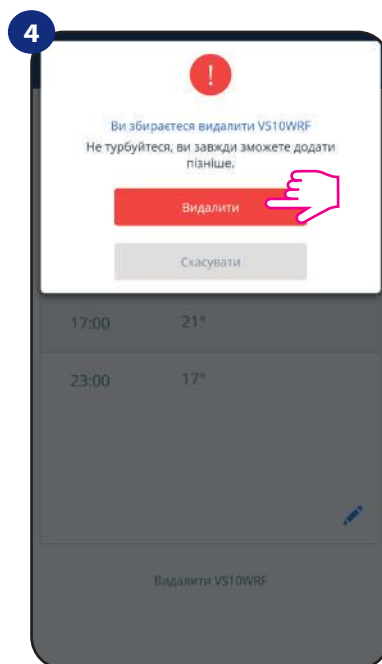 4
!
Ви збираєтеся видалити VS10WRF
Не турбуйтеся, ви завжди зможете додати
пізніше.
Видалити
Скасувати
17:00 21°
23:00 17°
Видалити VS10WRF